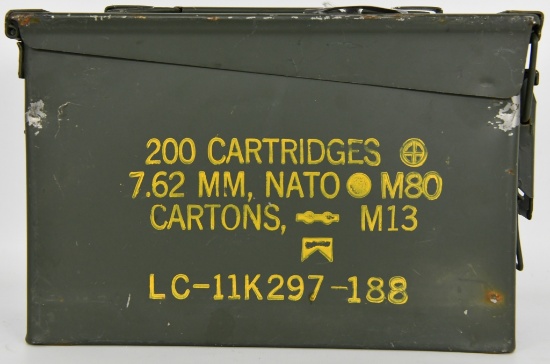 200 CARTRIDGES
7.62 MM, NATO M80
CARTONS, M13
LC-11K297-188